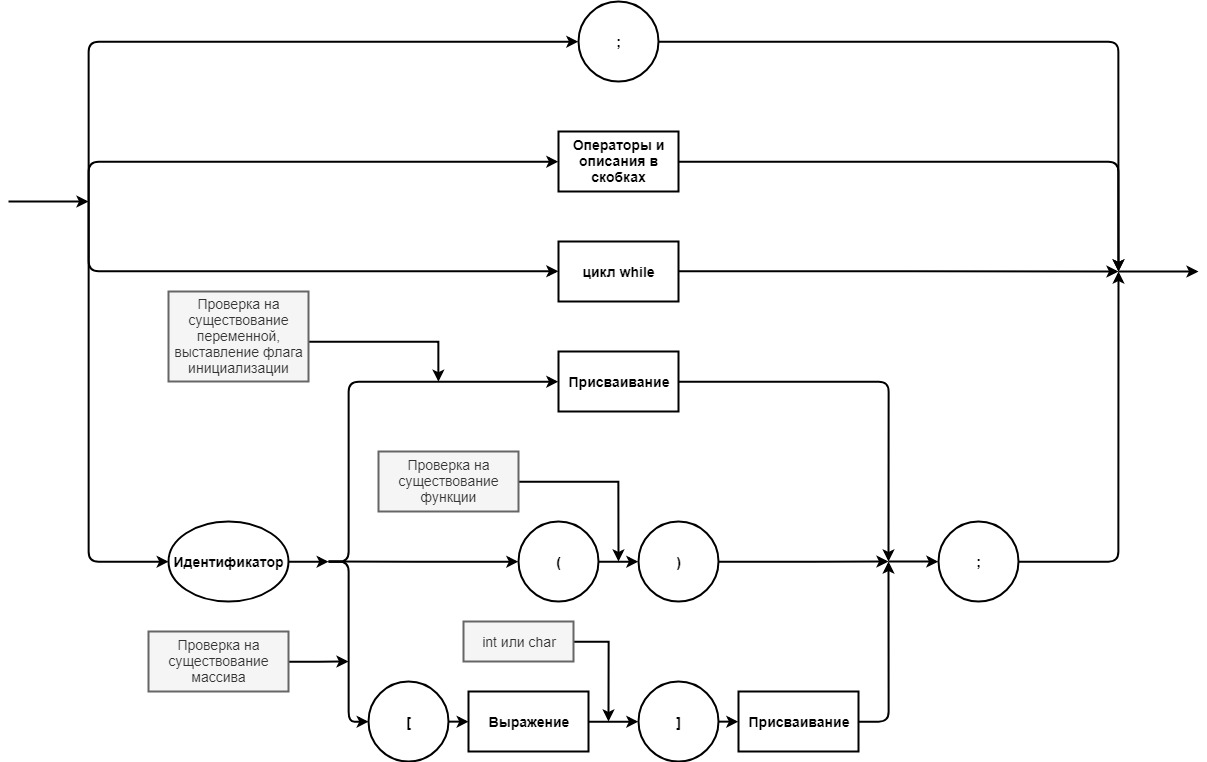 ;
Операторы и
описания в
скобках
цикл while
Проверка на
существование
переменной,
выставление флага
инициализации
Присваивание
Проверка на
существование
функции
Идентификатор
(
)
;
Проверка на
существование
массива
int или char
[
Выражение
]
Присваивание